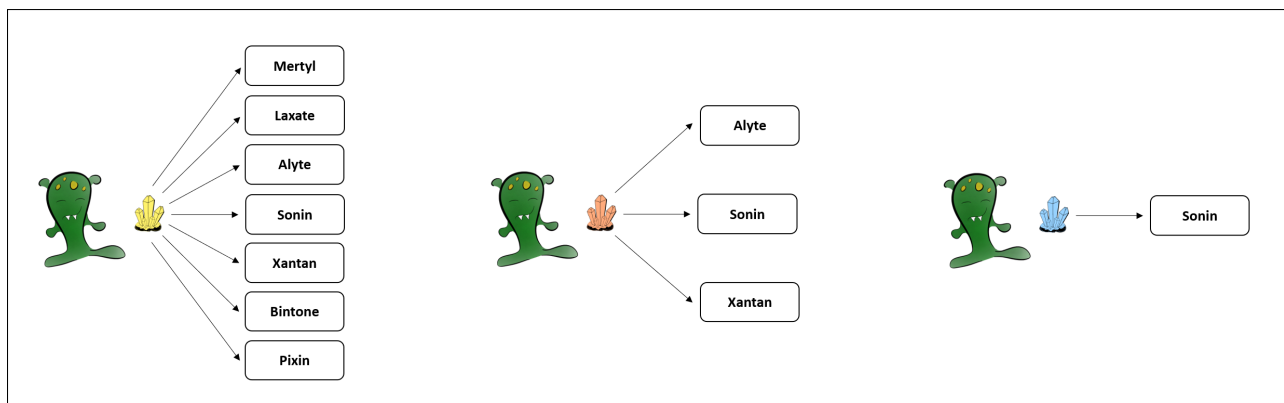 Mertyl
Laxate
Alyte
Sonin
Xantan
Bintone
Pixin
Alyte
Sonin
Xantan
Sonin